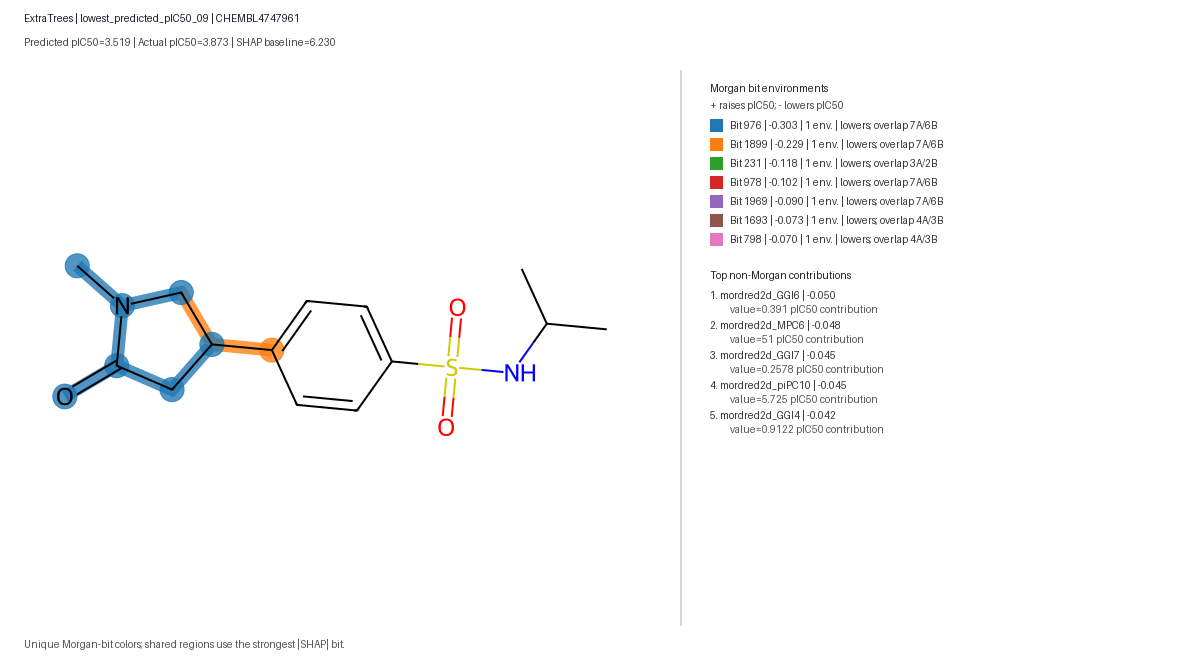 ExtraTrees | lowest_predicted_pIC50_09 | CHEMBL4747961
Predicted pIC50=3.519 | Actual pIC50=3.873 | SHAP baseline=6.230
Morgan bit environments
+ raises pIC50; - lowers pIC50
Bit 976 | -0.303 | 1 env. | lowers; overlap 7A/6B
Bit 1899 | -0.229 | 1 env. | lowers; overlap 7A/6B
Bit 231 | -0.118 | 1 env. | lowers; overlap 3A/2B
Bit 978 | -0.102 | 1 env. | lowers; overlap 7A/6B
Bit 1969 | -0.090 | 1 env. | lowers; overlap 7A/6B
Bit 1693 | -0.073 | 1 env. | lowers; overlap 4A/3B
Bit 798 | -0.070 | 1 env. | lowers; overlap 4A/3B
Top non-Morgan contributions
1. mordred2d_GGI6 | -0.050
value=0.391 pIC50 contribution
2. mordred2d_MPC6 | -0.048
value=51 pIC50 contribution
3. mordred2d_GGI7 | -0.045
value=0.2578 pIC50 contribution
4. mordred2d_piPC10 | -0.045
value=5.725 pIC50 contribution
5. mordred2d_GGI4 | -0.042
value=0.9122 pIC50 contribution
N
O
O
S
NH
O
Unique Morgan-bit colors; shared regions use the strongest |SHAP| bit.